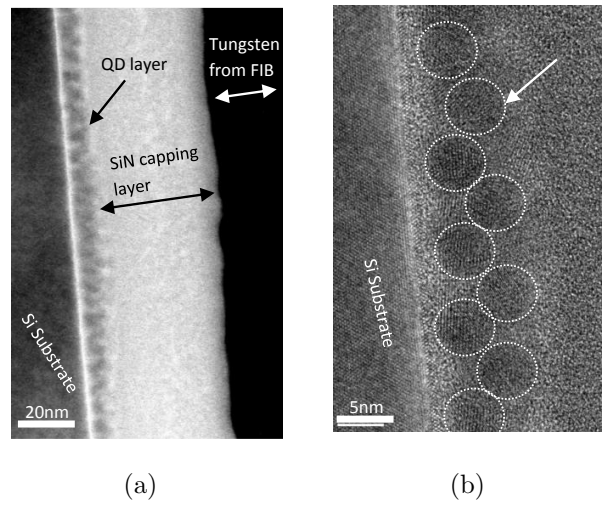 Tungsten
from FIB
QD layer
SiN capping
layer
Si Substrate
20nm
(a)
Si Substrate
5nm
(b)